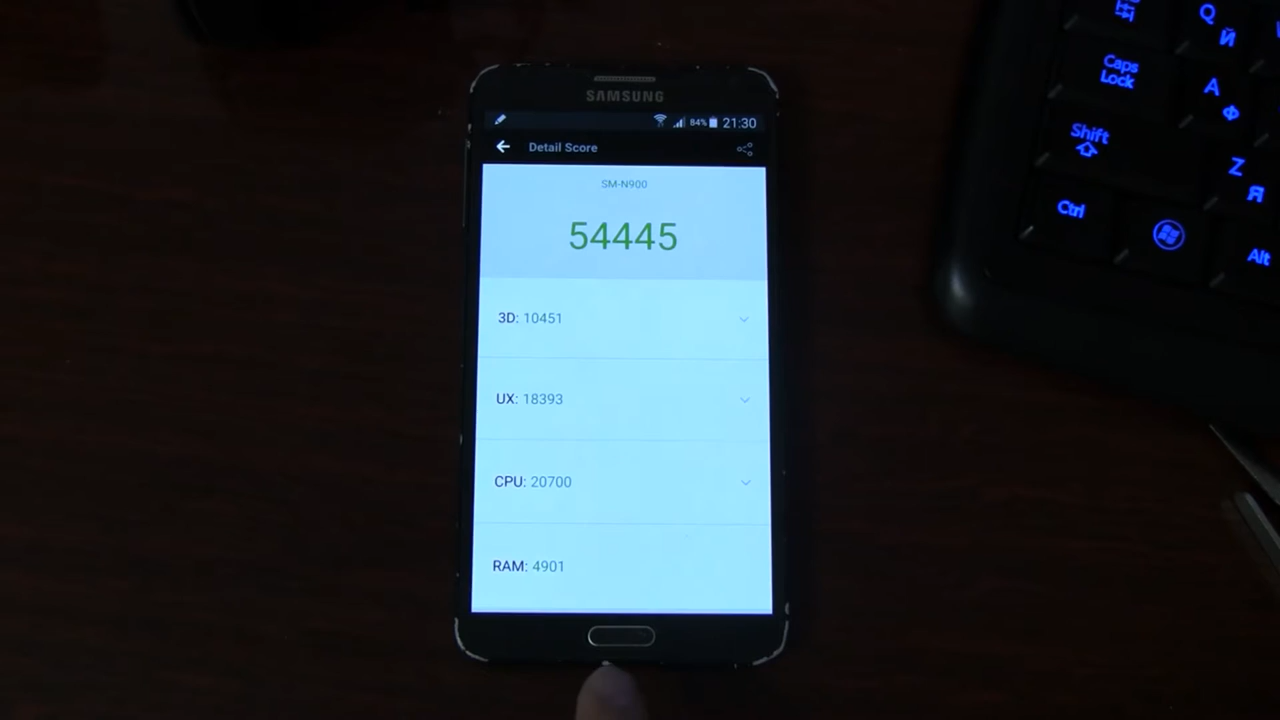 SAMSUNG
84% 21:30
Detail Score
SM-N900
54445
3D: 10451
UX: 18393
CPU: 20700
RAM: 4901
Q
Й
Caps
Lock
A
Ф
Shift
Z
Я
Ctrl
Alt